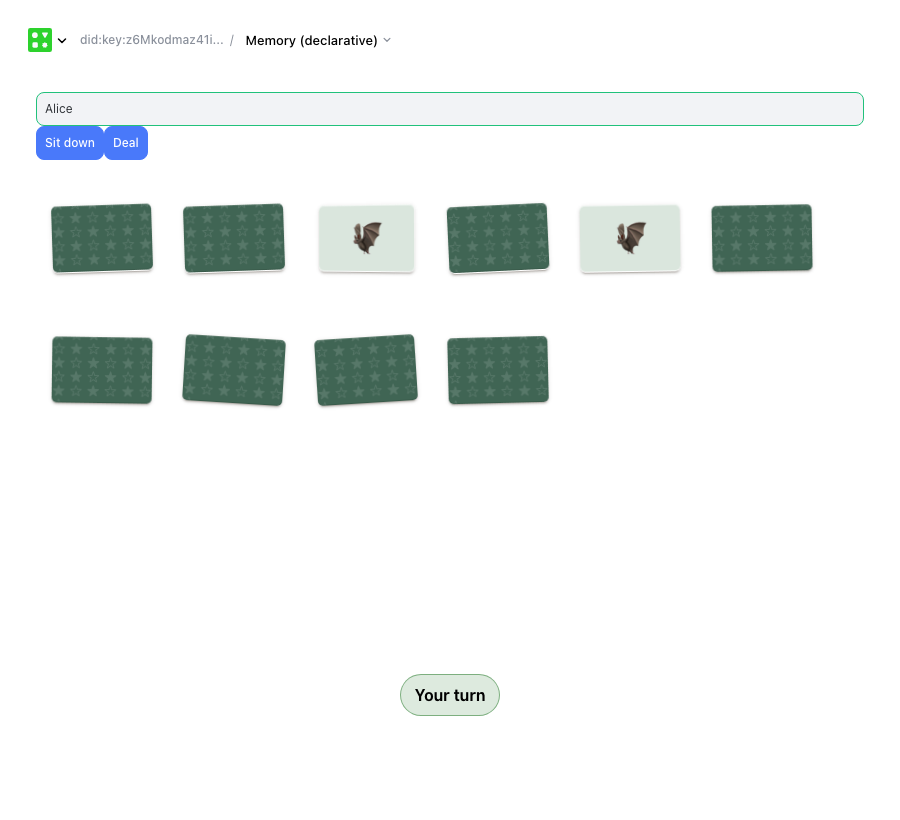 did:key:z6Mkodmaz41i... / Memory (declarative)
Alice
Sit down Deal
Your turn